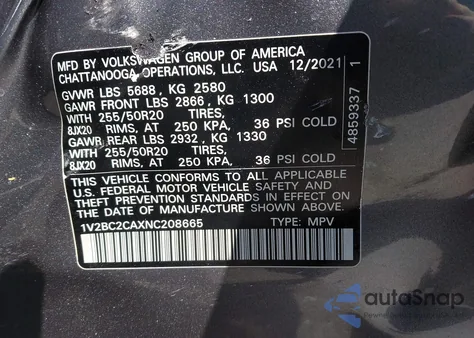 MFD BY VOLKSWAGEN GROUP OF AMERICA
CHATTANOOGA OPERATIONS, LLC. USA 12/2021
GVWR LBS 5688, KG 2580
GAWR FRONT LBS 2866, KG 1300
WITH 255/50R20 TIRES,
8JX20 RIMS, AT 250 KPA, 36 PSI COLD
GAWR REAR LBS 2932, KG 1330
WITH 255/50R20 TIRES,
8JX20 RIMS, AT 250 KPA, 36 PSI COLD
THIS VEHICLE CONFORMS TO ALL APPLICABLE
U.S. FEDERAL MOTOR VEHICLE SAFETY AND
THEFT PREVENTION STANDARDS IN EFFECT ON
THE DATE OF MANUFACTURE SHOWN ABOVE.
1V2BC2CAXNC208665 TYPE: MPV
4859337 1
autoSnap